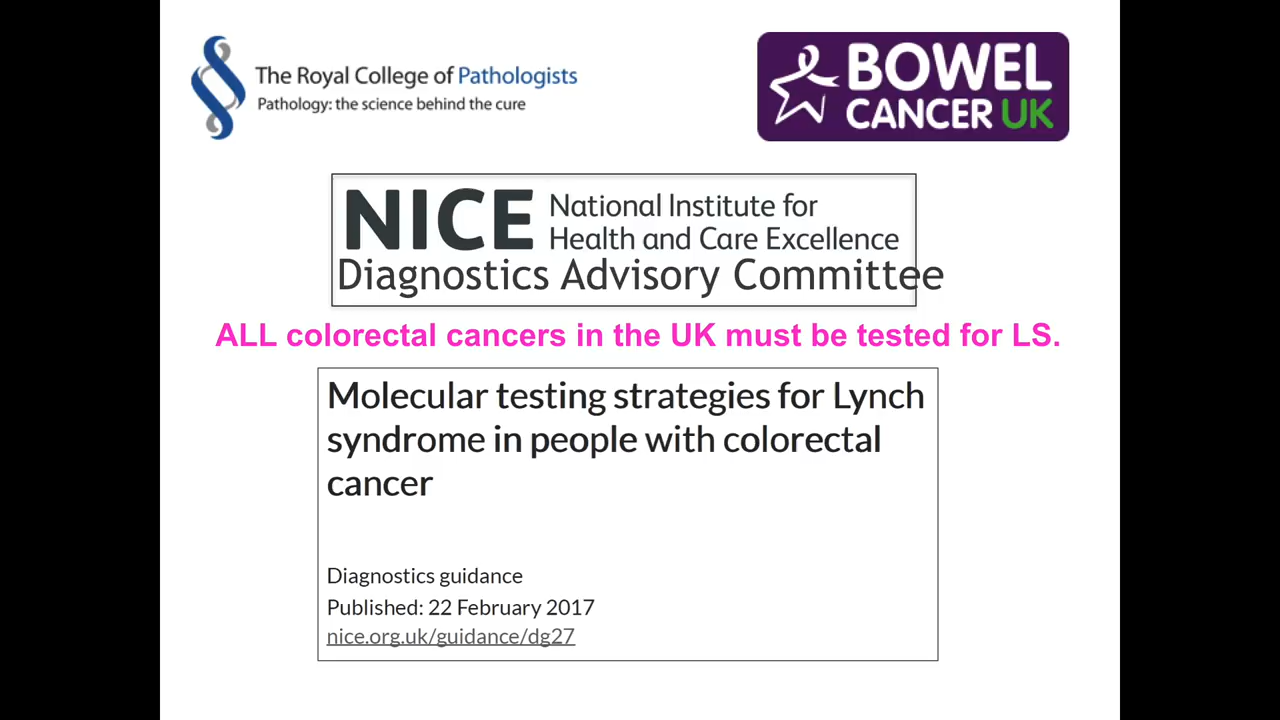 The Royal College of Pathologists
Pathology: the science behind the cure
BOWEL
CANCER UK
NICE National Institute for
Health and Care Excellence
Diagnostics Advisory Committee
ALL colorectal cancers in the UK must be tested for LS.
Molecular testing strategies for Lynch
syndrome in people with colorectal
cancer
Diagnostics guidance
Published: 22 February 2017
nice.org.uk/guidance/dg27